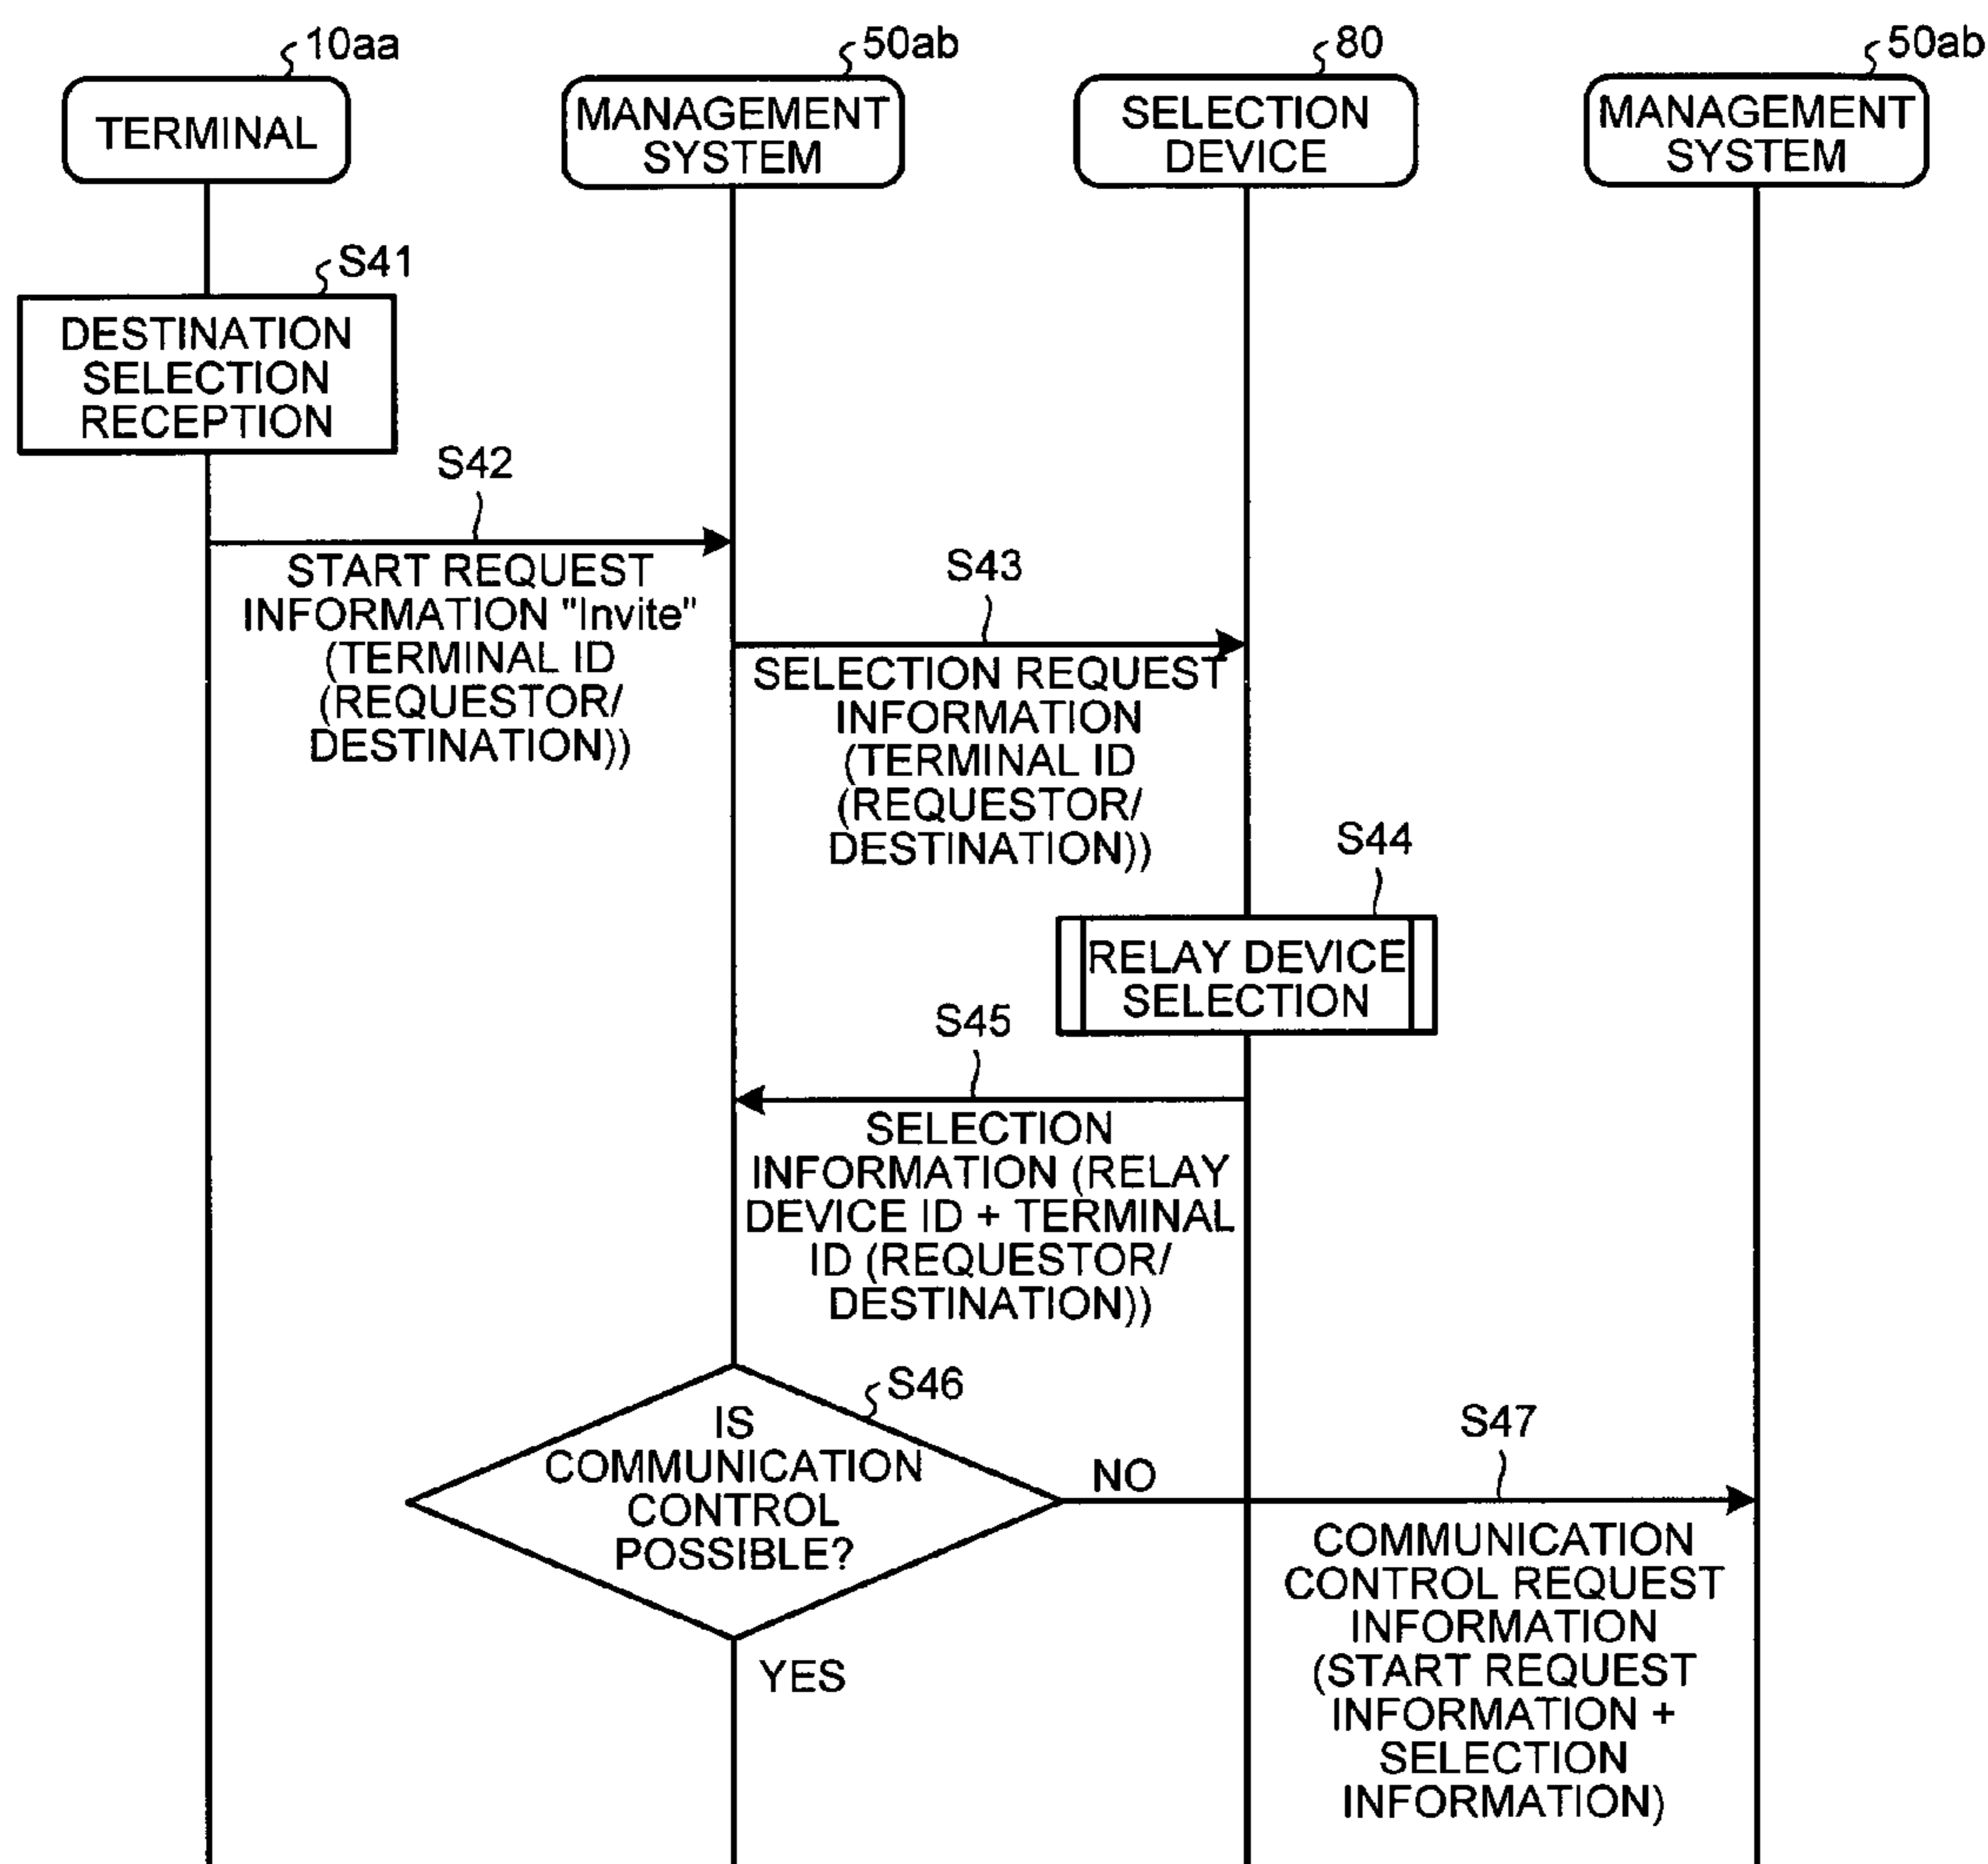 10aa
50ab
80
50ab
TERMINAL
MANAGEMENT
SYSTEM
SELECTION
DEVICE
MANAGEMENT
SYSTEM
S41
DESTINATION
SELECTION
RECEPTION
S42
START REQUEST
INFORMATION "Invite"
(TERMINAL ID
(REQUESTOR/
DESTINATION))
S43
SELECTION REQUEST
INFORMATION
(TERMINAL ID
(REQUESTOR/
DESTINATION))
S44
RELAY DEVICE
SELECTION
S45
SELECTION
INFORMATION (RELAY
DEVICE ID + TERMINAL
ID (REQUESTOR/
DESTINATION))
S46
IS
COMMUNICATION
CONTROL
POSSIBLE?
NO
YES
S47
COMMUNICATION
CONTROL REQUEST
INFORMATION
(START REQUEST
INFORMATION +
SELECTION
INFORMATION)